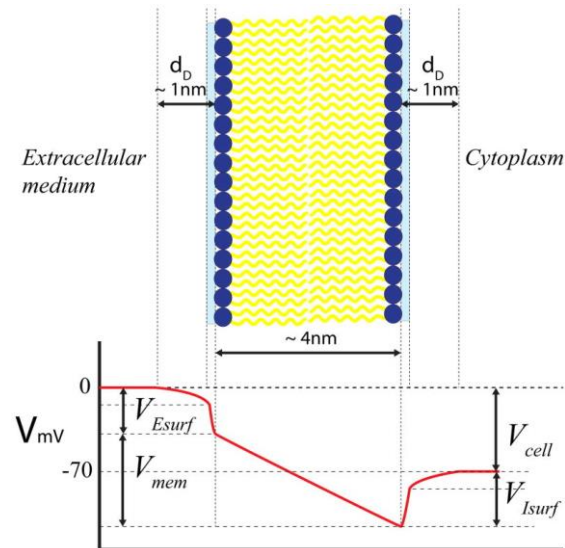 d_D
~ 1nm
d_D
~ 1nm
Extracellular
medium
Cytoplasm
~ 4nm
0
V_Esurf
V_mV
V_cell
-70
V_mem
V_Isurf